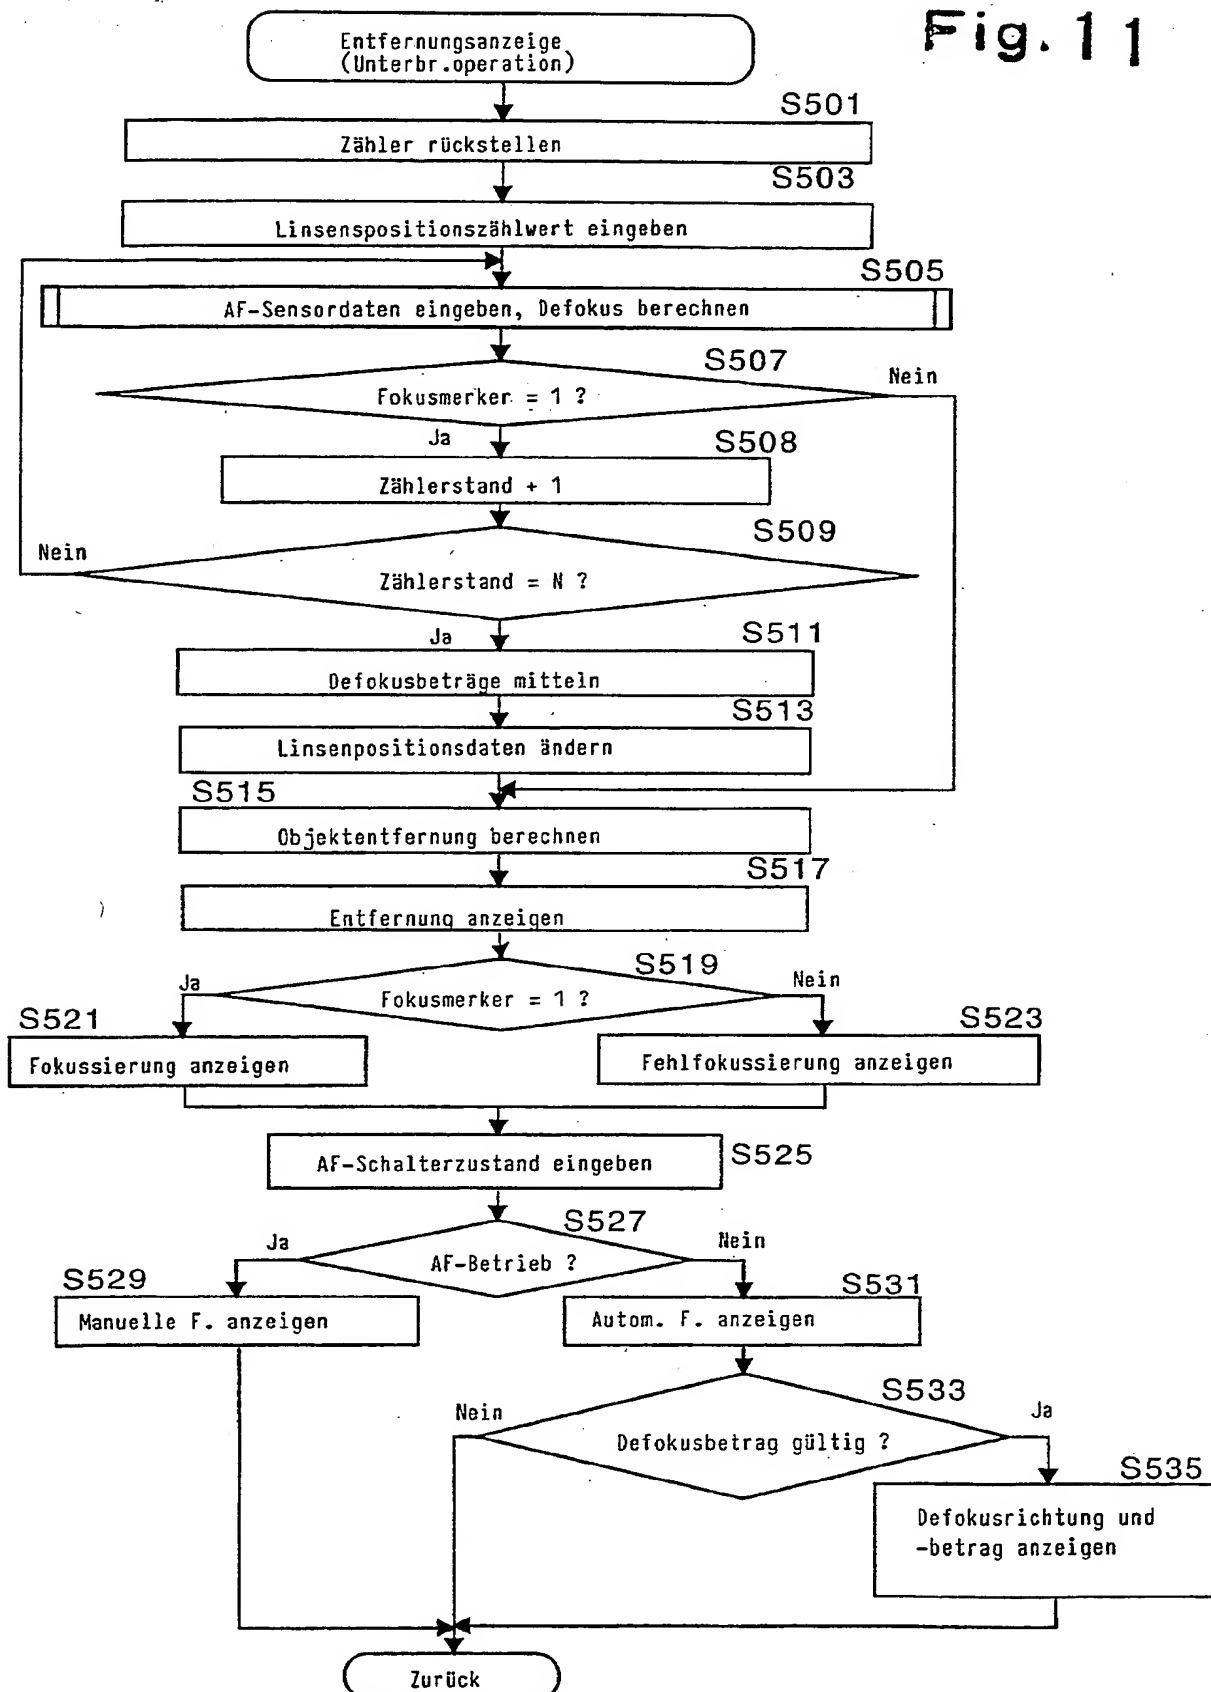 Fig.11
Entfernungsanzeige
(Unterbr.operation)
S501
Zähler rückstellen
S503
Linsenspositionszählwert eingeben
S505
AF-Sensordaten eingeben, Defokus berechnen
S507
Nein
Fokusmerker = 1 ?
Ja
S508
Zählerstand + 1
S509
Nein
Zählerstand = N ?
Ja
S511
Defokusbeträge mitteln
S513
Linsenpositionsdaten ändern
S515
Objektentfernung berechnen
S517
Entfernung anzeigen
S519
Ja
Nein
Fokusmerker = 1 ?
S521
S523
Fokussierung anzeigen
Fehlfokussierung anzeigen
AF-Schalterzustand eingeben
S525
S527
Ja
Nein
AF-Betrieb ?
S529
S531
Manuelle F. anzeigen
Autom. F. anzeigen
S533
Nein
Ja
Defokusbetrag gültig ?
S535
Defokusrichtung und
-betrag anzeigen
Zurück